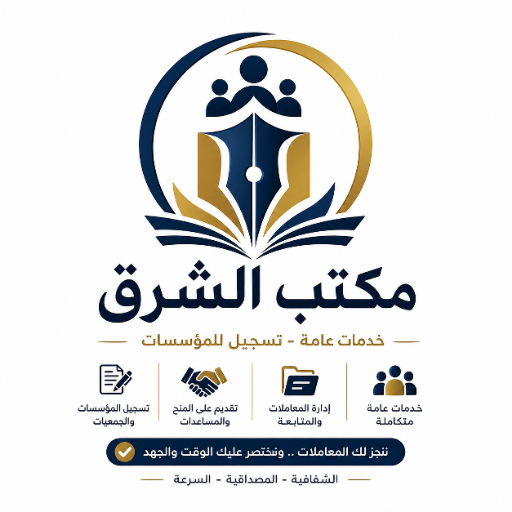 مكتب الشرق
خدمات عامة - تسجيل للمؤسسات
خدمات عامة
متكاملة
إدارة المعاملات
والمتابعة
تقديم على المنح
والمساعدات
تسجيل المؤسسات
والجمعيات
ننجز لك المعاملات .. ونختصر عليك الوقت والجهد
الشفافية - المصداقية - السرعة